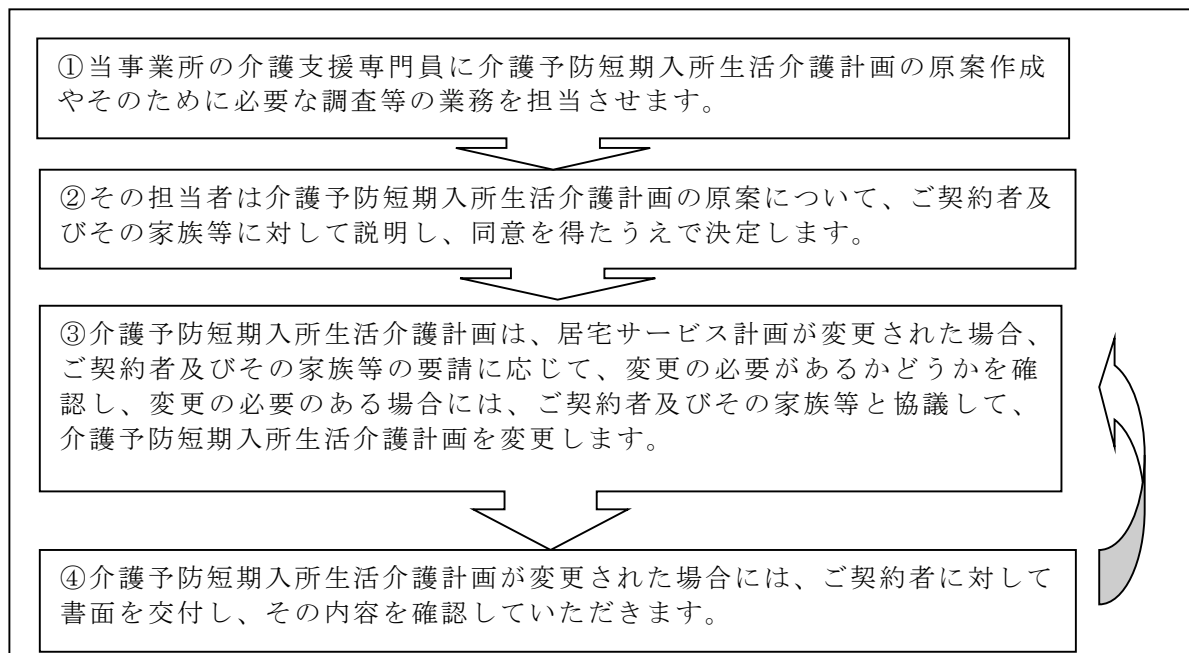 ①当事業所の介護支援専門員に介護予防短期入所生活介護計画の原案作成
やそのために必要な調査等の業務を担当させます。
②その担当者は介護予防短期入所生活介護計画の原案について、ご契約者及
びその家族等に対して説明し、同意を得たうえで決定します。
③介護予防短期入所生活介護計画は、居宅サービス計画が変更された場合、
ご契約者及びその家族等の要請に応じて、変更の必要があるかどうかを確
認し、変更の必要のある場合には、ご契約者及びその家族等と協議して、
介護予防短期入所生活介護計画を変更します。
④介護予防短期入所生活介護計画が変更された場合には、ご契約者に対して
書面を交付し、その内容を確認していただきます。